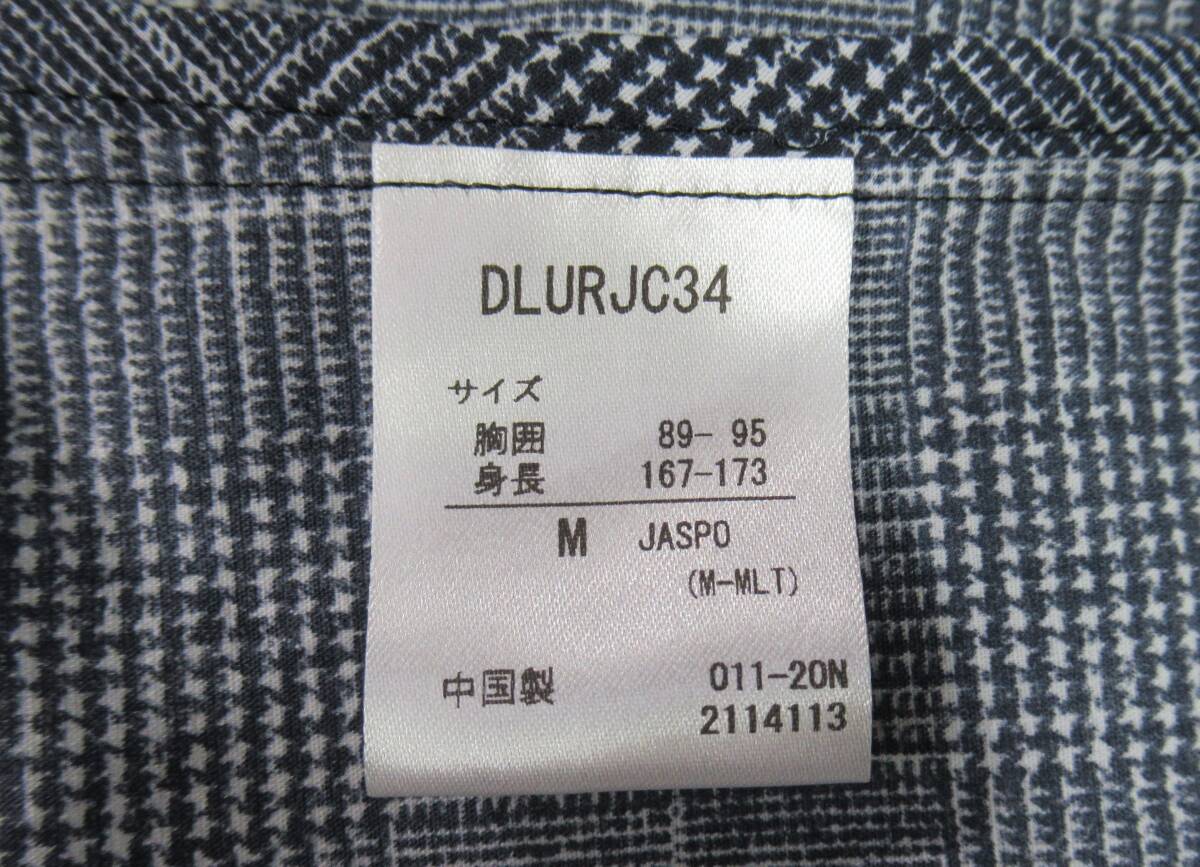 DLURJC34
サイズ
胸囲 89- 95
身長 167-173
M JASPO
(M-MLT)
中国製 011-20N
2114113